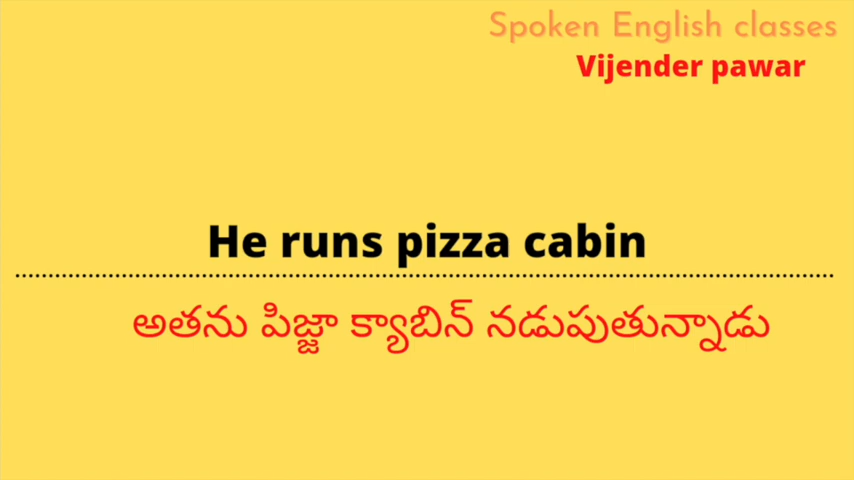 Spoken English classes
Vijender pawar
He runs pizza cabin
అతను పిజ్జా క్యాబిన్ నడుపుతున్నాడు